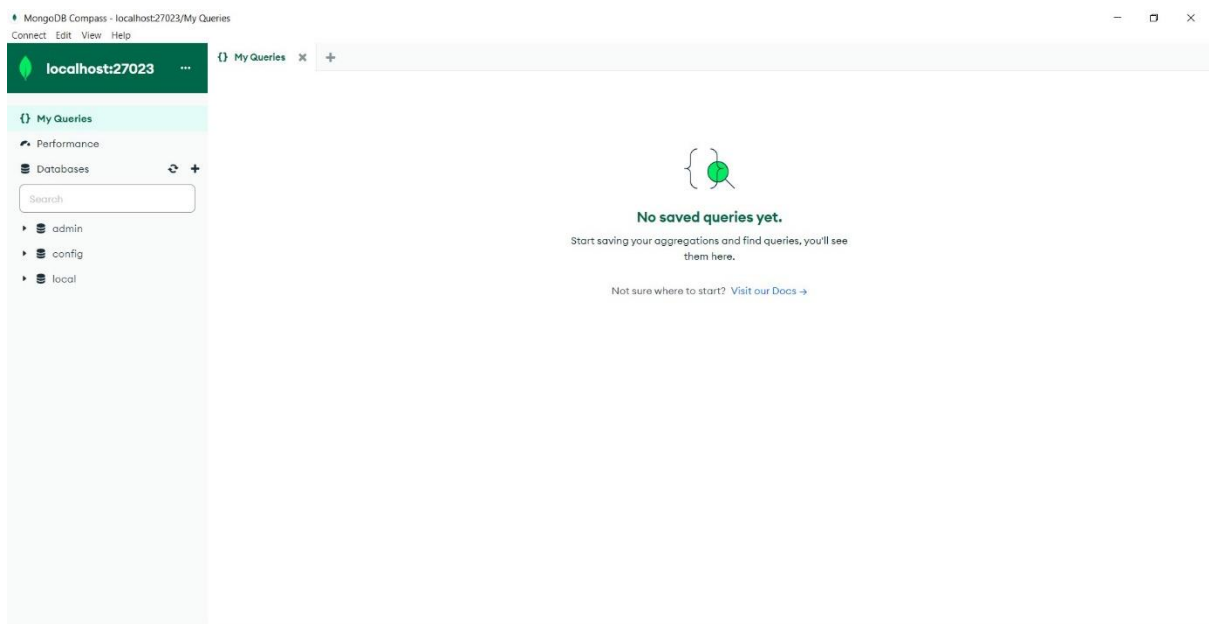 MongoDB Compass - localhost:27023/My Queries
Connect Edit View Help
localhost:27023 ...
{} My Queries
{} My Queries
Performance
Databases
Search
admin
config
local
No saved queries yet.
Start saving your aggregations and find queries, you'll see
them here.
Not sure where to start? Visit our Docs →